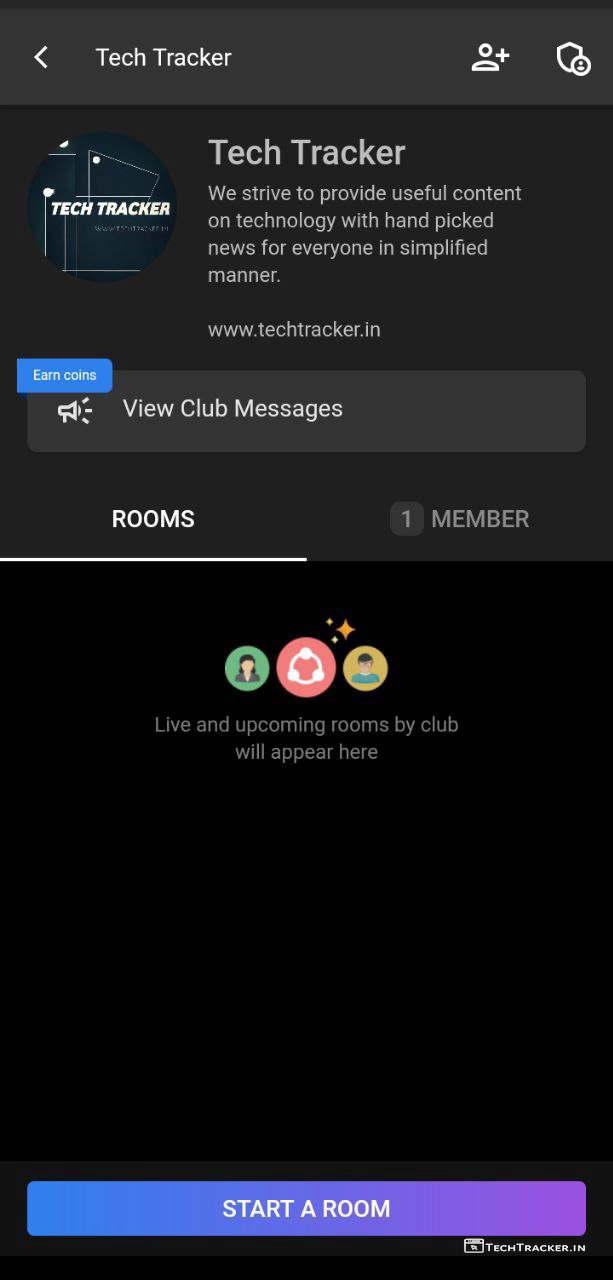 Tech Tracker
Tech Tracker
We strive to provide useful content
on technology with hand picked
news for everyone in simplified
manner.
www.techtracker.in
TECH TRACKER
WWW.TECHTRACKER.IN
Earn coins
View Club Messages
ROOMS
1 MEMBER
Live and upcoming rooms by club
will appear here
START A ROOM
TECHTRACKER.IN